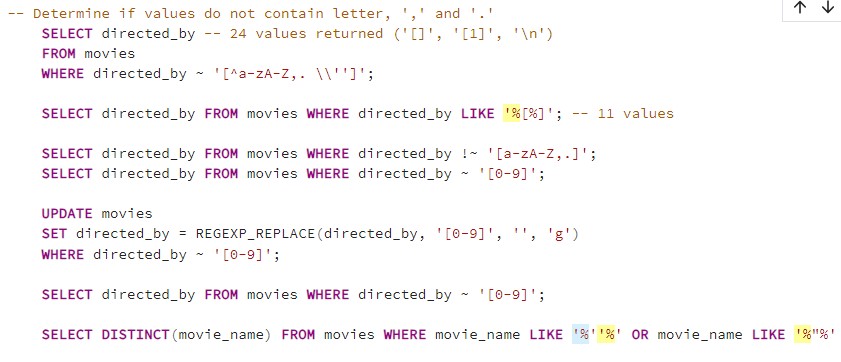 -- Determine if values do not contain letter, ',' and '.'
SELECT directed_by -- 24 values returned ('[]', '[1]', '\n')
FROM movies
WHERE directed_by ~ '[^a-zA-Z,. \\'']';
SELECT directed_by FROM movies WHERE directed_by LIKE '%[%]'; -- 11 values
SELECT directed_by FROM movies WHERE directed_by !~ '[a-zA-Z,.]';
SELECT directed_by FROM movies WHERE directed_by ~ '[0-9]';
UPDATE movies
SET directed_by = REGEXP_REPLACE(directed_by, '[0-9]', '', 'g')
WHERE directed_by ~ '[0-9]';
SELECT directed_by FROM movies WHERE directed_by ~ '[0-9]';
SELECT DISTINCT(movie_name) FROM movies WHERE movie_name LIKE '%''%' OR movie_name LIKE '%"%'